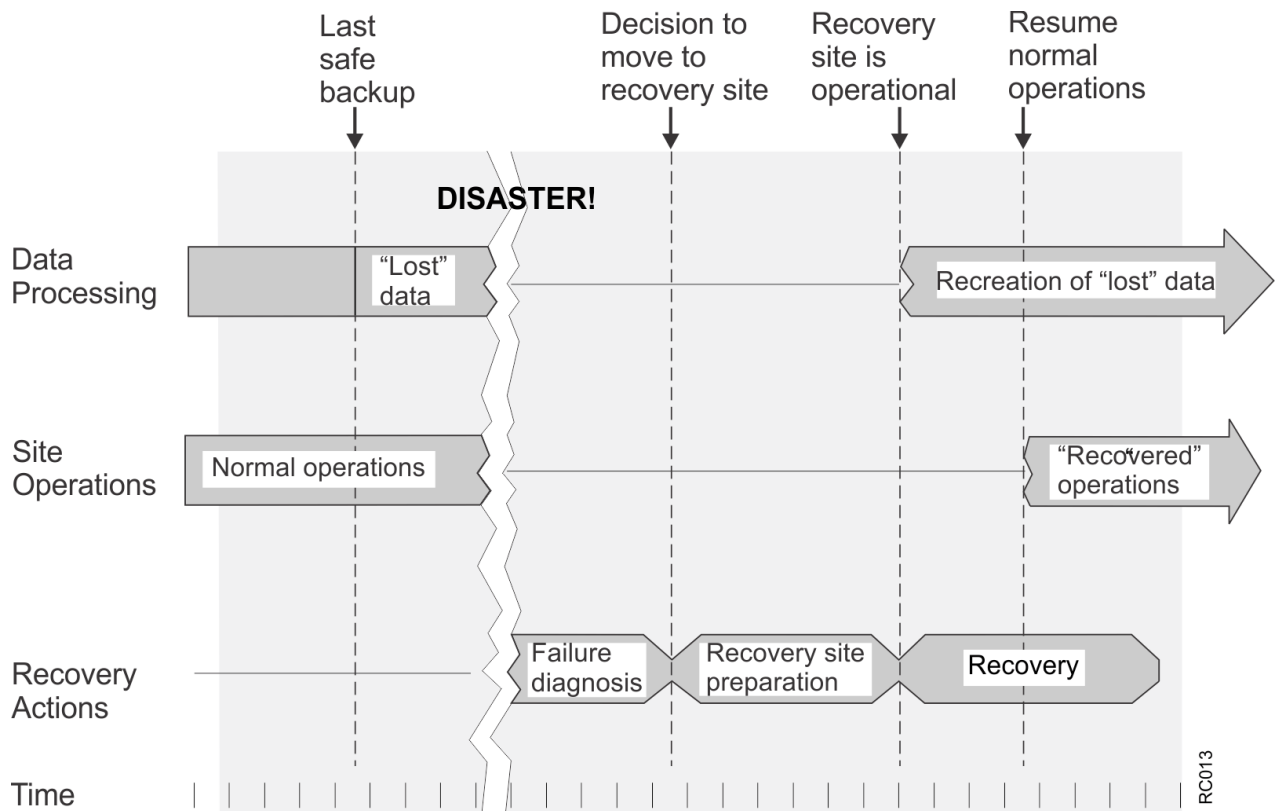 Last
safe
backup
Decision to
move to
recovery site
Recovery
site is
operational
Resume
normal
operations
DISASTER!
Data
Processing
“Lost”
data
Recreation of “lost” data
Site
Operations
Normal operations
“Recovered”
operations
Recovery
Actions
Failure
diagnosis
Recovery site
preparation
Recovery
Time
RC013